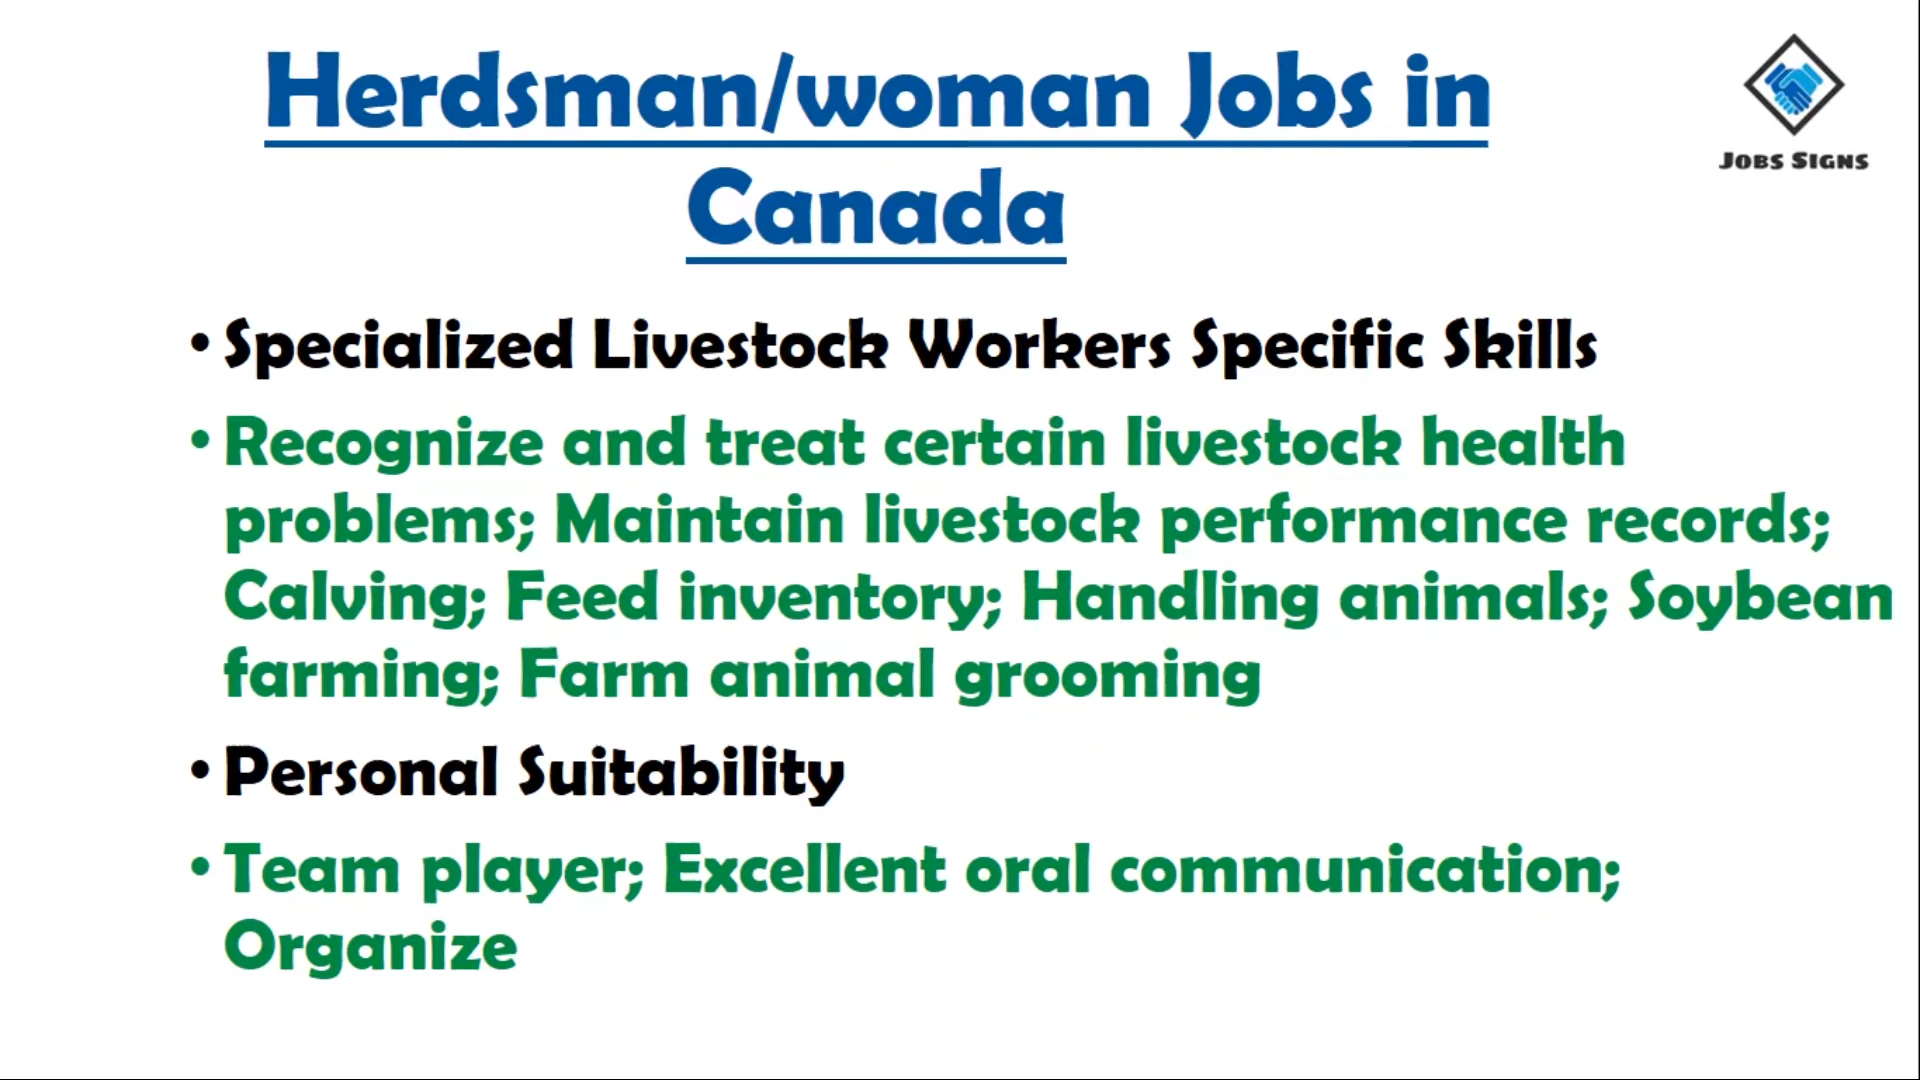 Herdsman/woman Jobs in
Canada
JOBS SIGNS
• Specialized Livestock Workers Specific Skills
• Recognize and treat certain livestock health
problems; Maintain livestock performance records;
Calving; Feed inventory; Handling animals; Soybean
farming; Farm animal grooming
• Personal Suitability
• Team player; Excellent oral communication;
Organize